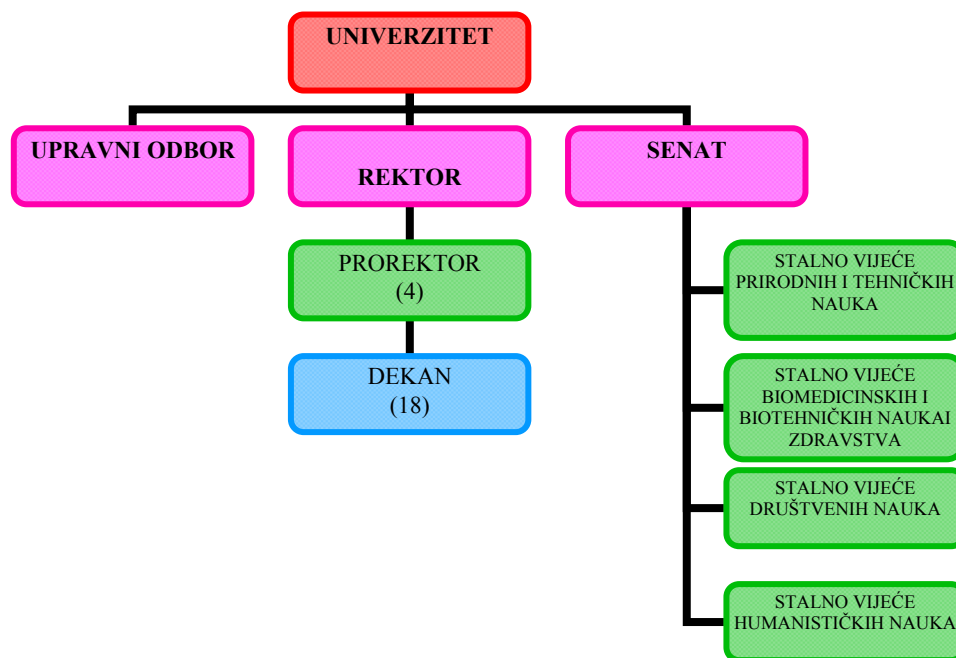 UNIVERZITET
UPRAVNI ODBOR
REKTOR
SENAT
PROREKTOR
(4)
DEKAN
(18)
STALNO VIJEĆE
PRIRODNIH I TEHNIČKIH
NAUKA
STALNO VIJEĆE
BIOMEDICINSKIH I
BIOTEHNIČKIH NAUKAI
ZDRAVSTVA
STALNO VIJEĆE
DRUŠTVENIH NAUKA
STALNO VIJEĆE
HUMANISTIČKIH NAUKA